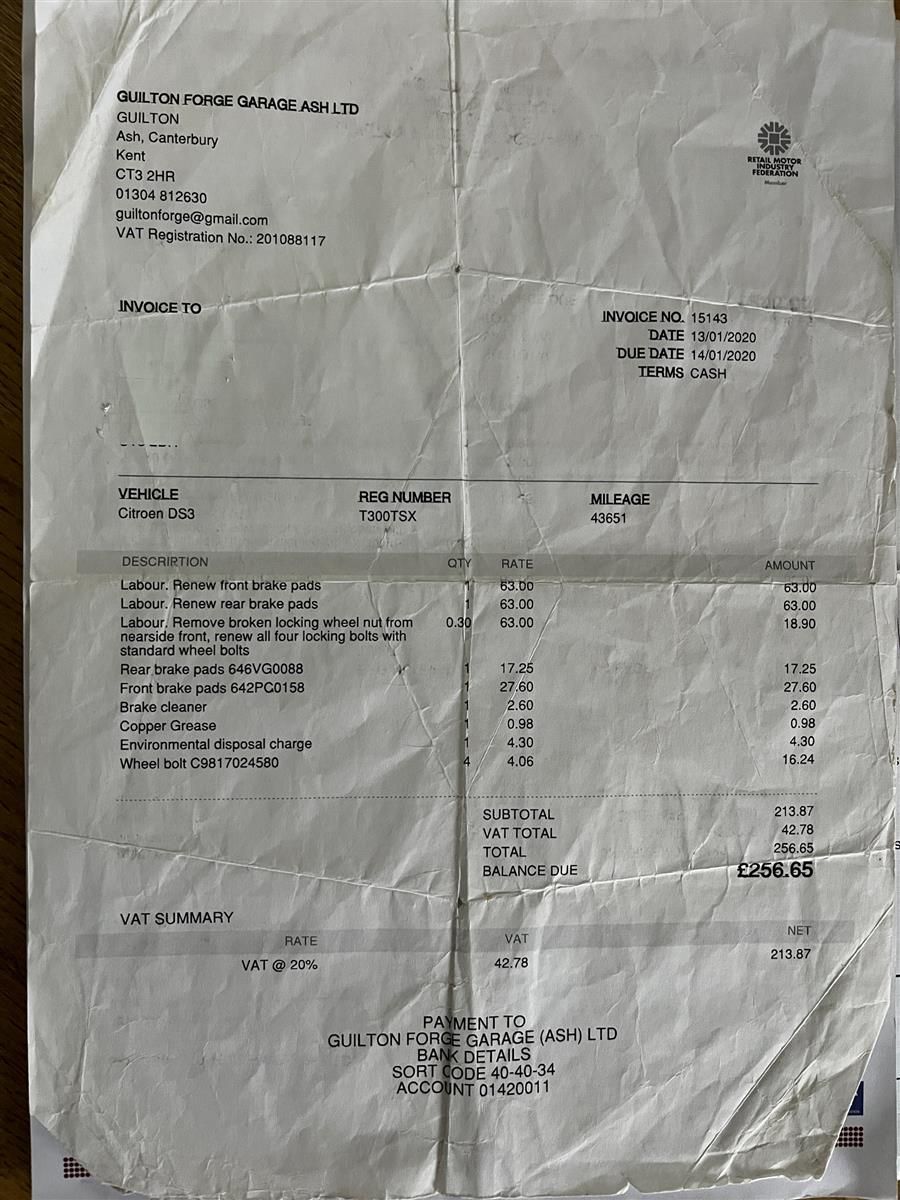 GUILTON FORGE GARAGE ASH LTD
GUILTON
Ash, Canterbury
Kent
CT3 2HR
01304 812630
guiltonforge@gmail.com
VAT Registration No.: 201088117
RETAIL MOTOR
INDUSTRY
FEDERATION
Member
INVOICE TO
INVOICE NO. 15143
DATE 13/01/2020
DUE DATE 14/01/2020
TERMS CASH
VEHICLE REG NUMBER MILEAGE
Citroen DS3 T300TSX 43651
DESCRIPTION QTY RATE AMOUNT
Labour. Renew front brake pads 1 63.00 63.00
Labour. Renew rear brake pads 1 63.00 63.00
Labour. Remove broken locking wheel nut from 0.30 63.00 18.90
nearside front, renew all four locking bolts with
standard wheel bolts
Rear brake pads 646VG0088 1 17.25 17.25
Front brake pads 642PC0158 1 27.60 27.60
Brake cleaner 1 2.60 2.60
Copper Grease 1 0.98 0.98
Environmental disposal charge 1 4.30 4.30
Wheel bolt C9817024580 4 4.06 16.24
SUBTOTAL 213.87
VAT TOTAL 42.78
TOTAL 256.65
BALANCE DUE £256.65
VAT SUMMARY
RATE VAT NET
VAT @ 20% 42.78 213.87
PAYMENT TO
GUILTON FORGE GARAGE (ASH) LTD
BANK DETAILS
SORT CODE 40-40-34
ACCOUNT 01420011